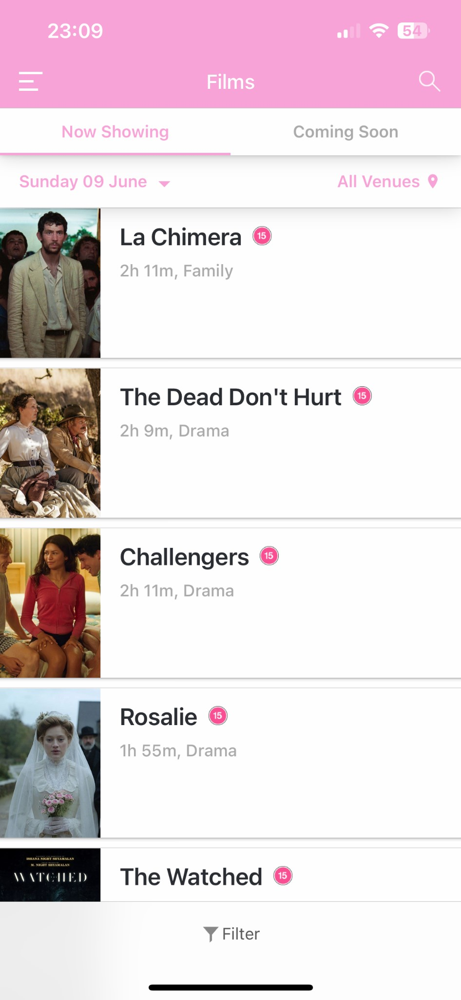 23:09
54
Films
Now Showing
Coming Soon
Sunday 09 June
All Venues
La Chimera 15
2h 11m, Family
The Dead Don't Hurt 15
2h 9m, Drama
Challengers 15
2h 11m, Drama
Rosalie 15
1h 55m, Drama
ISHANA NIGHT SHYAMALAN
M. NIGHT SHYAMALAN
WATCHED
The Watched 15
Filter